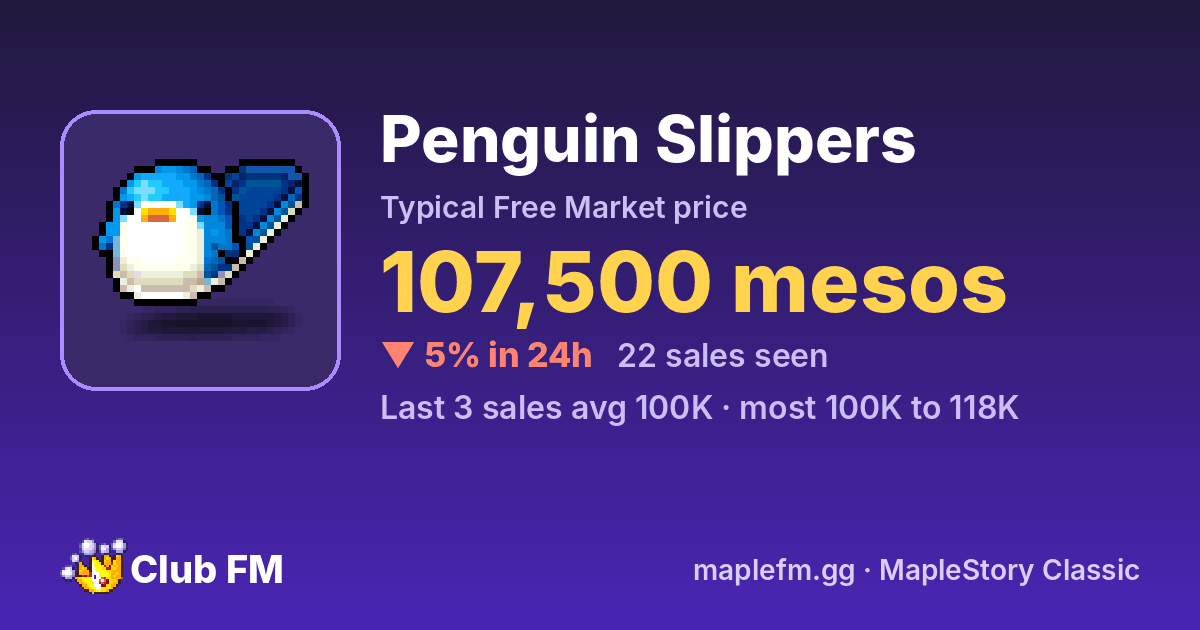 Penguin Slippers
Typical Free Market price
107,500 mesos
▼ 5% in 24h 22 sales seen
Last 3 sales avg 100K · most 100K to 118K
Club FM
maplefm.gg · MapleStory Classic